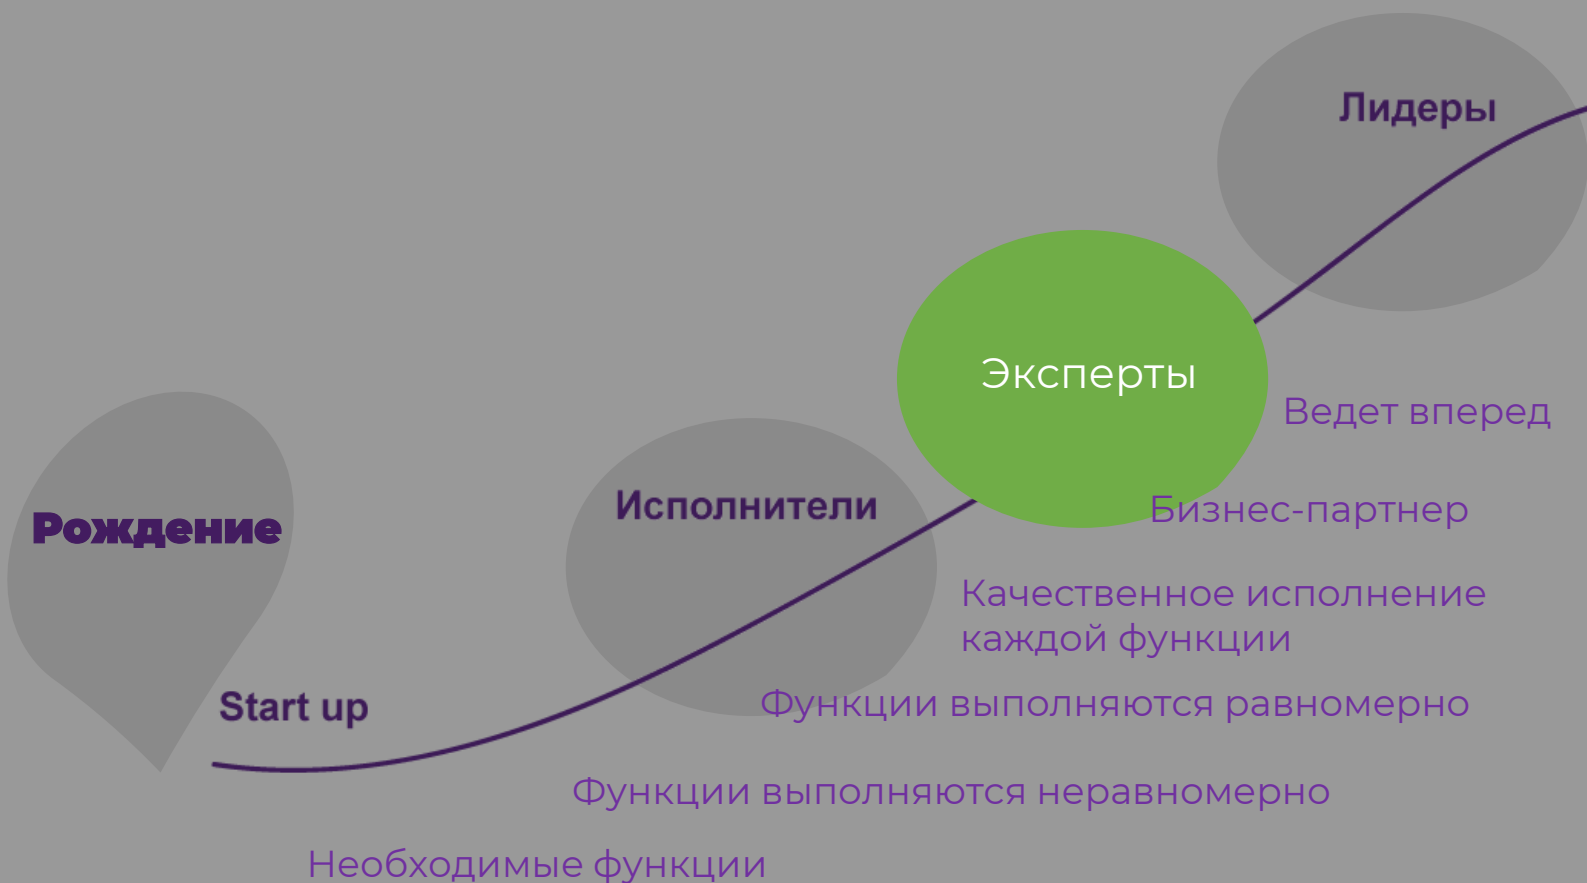 Лидеры
Эксперты
Ведет вперед
Исполнители
Бизнес-партнер
Рождение
Качественное исполнение
каждой функции
Start up
Функции выполняются равномерно
Функции выполняются неравномерно
Необходимые функции